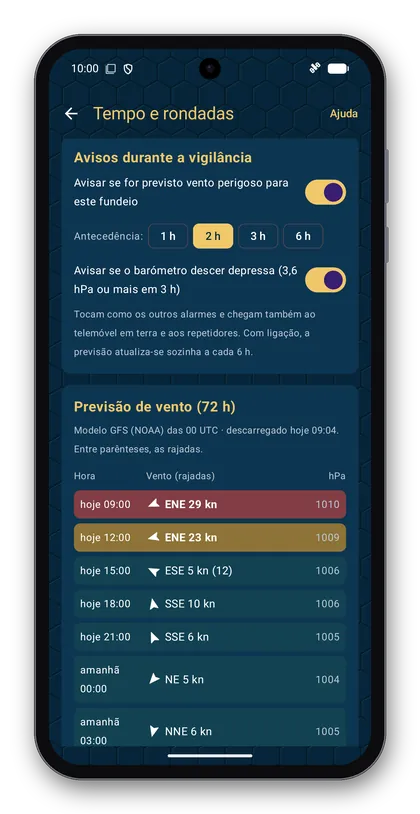 10:00
Tempo e rondadas
Ajuda
Avisos durante a vigilância
Avisar se for previsto vento perigoso para
este fundeio
Antecedência: 1 h 2 h 3 h 6 h
Avisar se o barómetro descer depressa (3,6
hPa ou mais em 3 h)
Tocam como os outros alarmes e chegam também ao
telemóvel em terra e aos repetidores. Com ligação, a
previsão atualiza-se sozinha a cada 6 h.
Previsão de vento (72 h)
Modelo GFS (NOAA) das 00 UTC · descarregado hoje 09:04.
Entre parênteses, as rajadas.
Hora Vento (rajadas) hPa
hoje 09:00 ENE 29 kn 1010
hoje 12:00 ENE 23 kn 1009
hoje 15:00 ESE 5 kn (12) 1006
hoje 18:00 SSE 10 kn 1006
hoje 21:00 SSE 6 kn 1005
amanhã
00:00 NE 5 kn 1004
amanhã
03:00 NNE 6 kn 1005